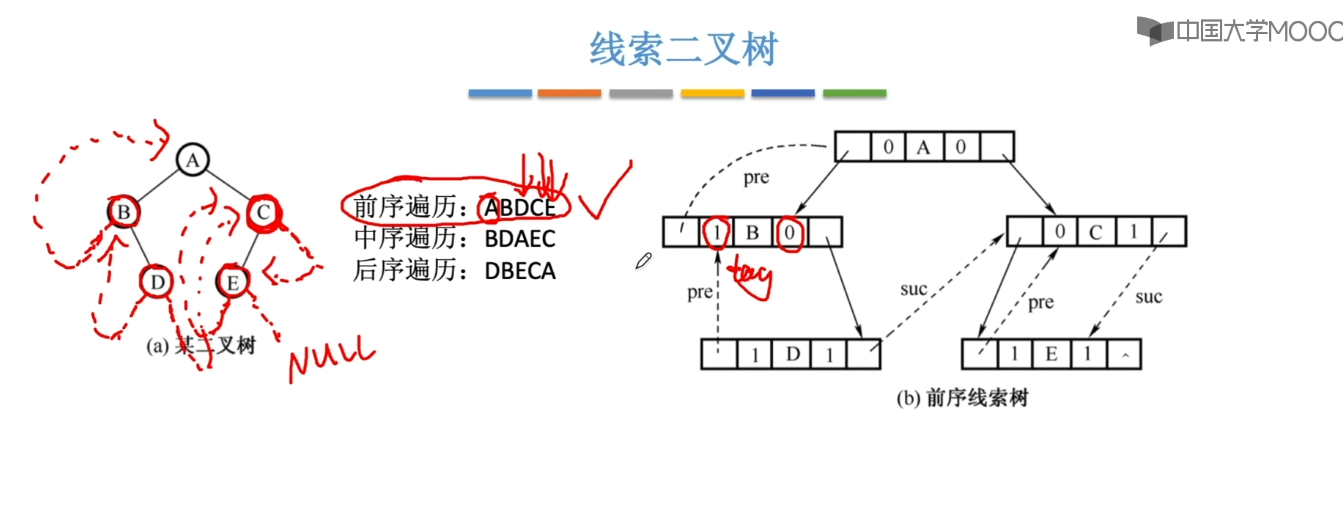 中国大学MOOC
线索二叉树
A
B
C
D
E
(a) 某二叉树
前序遍历：ABDCE
中序遍历：BDAEC
后序遍历：DBECA
NULL
0 A 0
pre
1 B 0
tag
0 C 1
pre
suc
pre
suc
1 D 1
1 E 1 ^
(b) 前序线索树